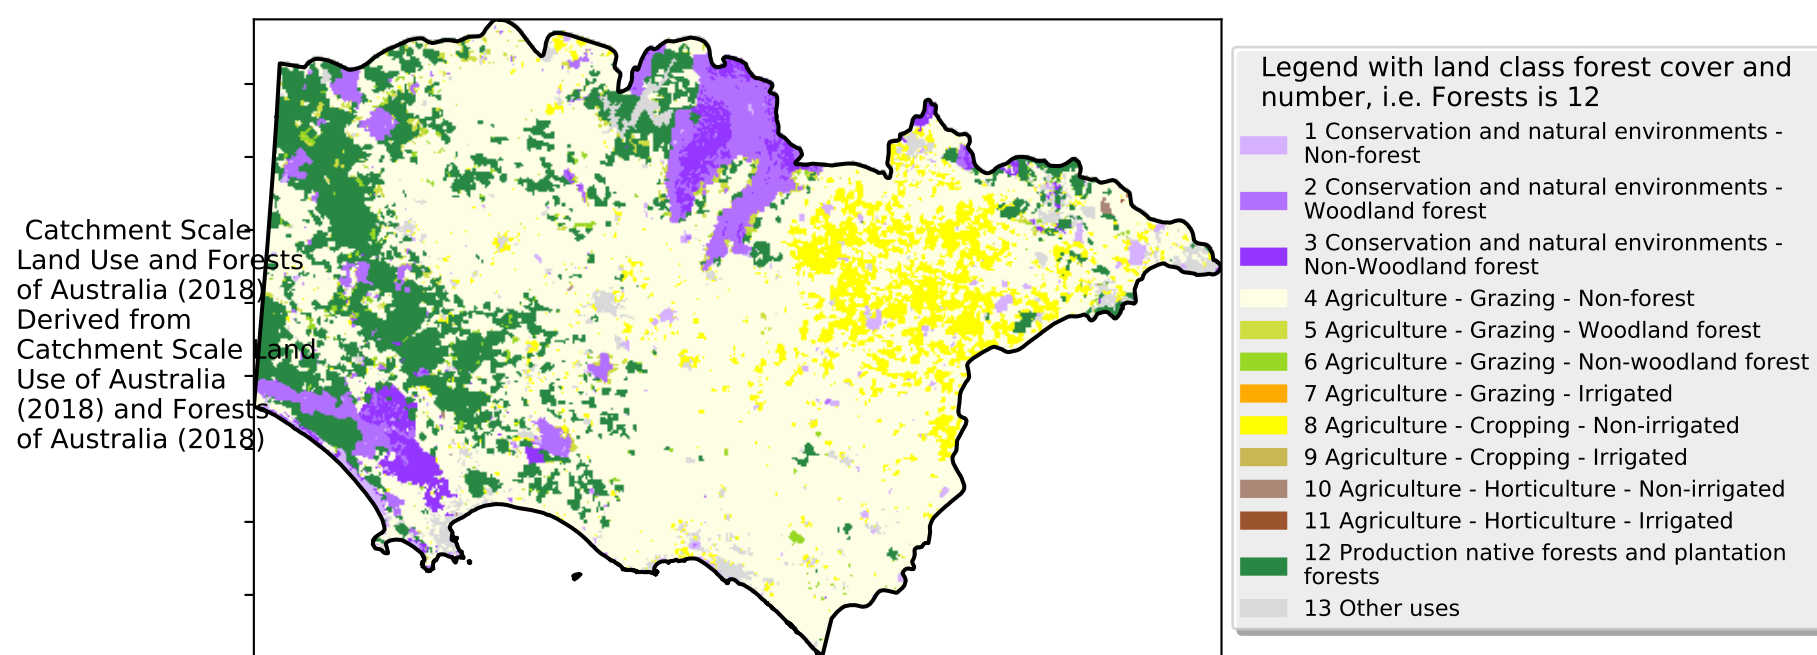 Catchment Scale
Land Use and Forests
of Australia (2018)
Derived from
Catchment Scale Land
Use of Australia
(2018) and Forests
of Australia (2018)
Legend with land class forest cover and
number, i.e. Forests is 12
1 Conservation and natural environments -
Non-forest
2 Conservation and natural environments -
Woodland forest
3 Conservation and natural environments -
Non-Woodland forest
4 Agriculture - Grazing - Non-forest
5 Agriculture - Grazing - Woodland forest
6 Agriculture - Grazing - Non-woodland forest
7 Agriculture - Grazing - Irrigated
8 Agriculture - Cropping - Non-irrigated
9 Agriculture - Cropping - Irrigated
10 Agriculture - Horticulture - Non-irrigated
11 Agriculture - Horticulture - Irrigated
12 Production native forests and plantation
forests
13 Other uses